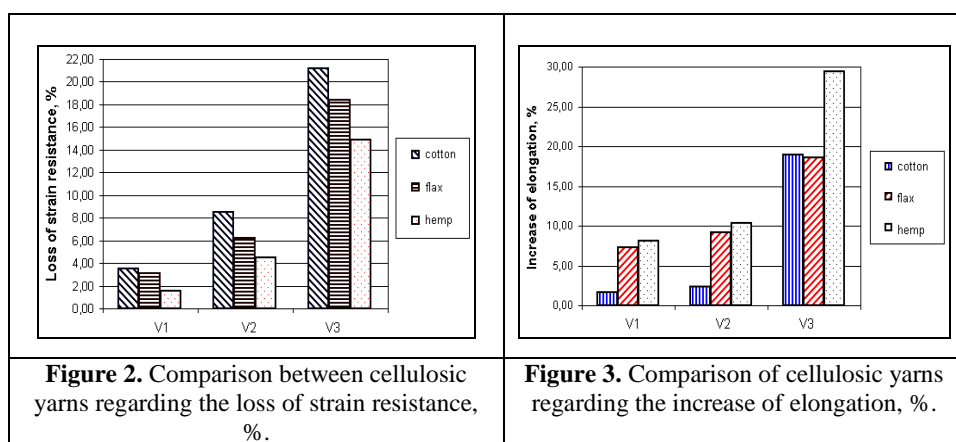 Loss of strain resistance, %
22,00
20,00
18,00
16,00
14,00
12,00
10,00
8,00
6,00
4,00
2,00
0,00
V1 V2 V3
cotton
flax
hemp
Increase of elongation, %
30,00
25,00
20,00
15,00
10,00
5,00
0,00
V1 V2 V3
cotton
flax
hemp
Figure 2. Comparison between cellulosic
yarns regarding the loss of strain resistance,
%.
Figure 3. Comparison of cellulosic yarns
regarding the increase of elongation, %.